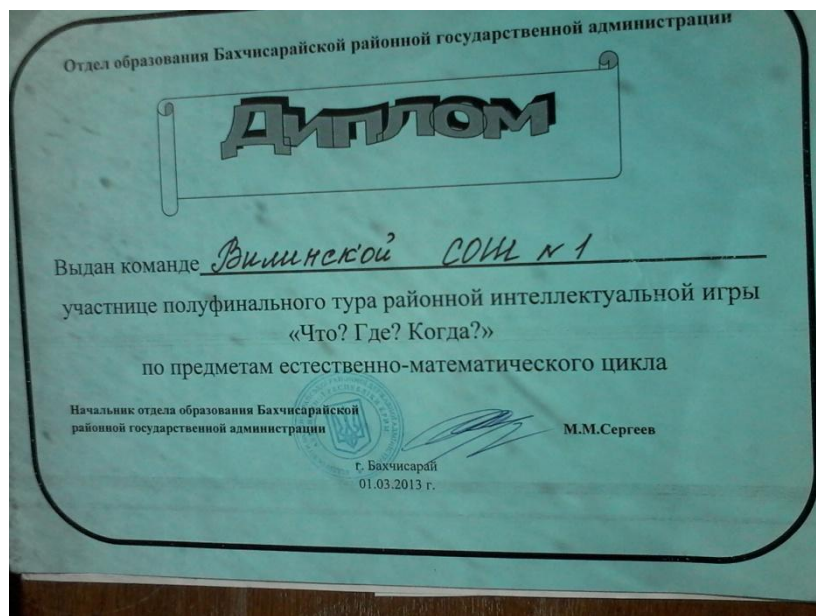 Отдел образования Бахчисарайской районной государственной администрации
Диплом
Выдан команде Вилинской СОШ N 1
участнице полуфинального тура районной интеллектуальной игры
«Что? Где? Когда?»
по предметам естественно-математического цикла
Начальник отдела образования Бахчисарайской
районной государственной администрации М.М.Сергеев
г. Бахчисарай
01.03.2013 г.